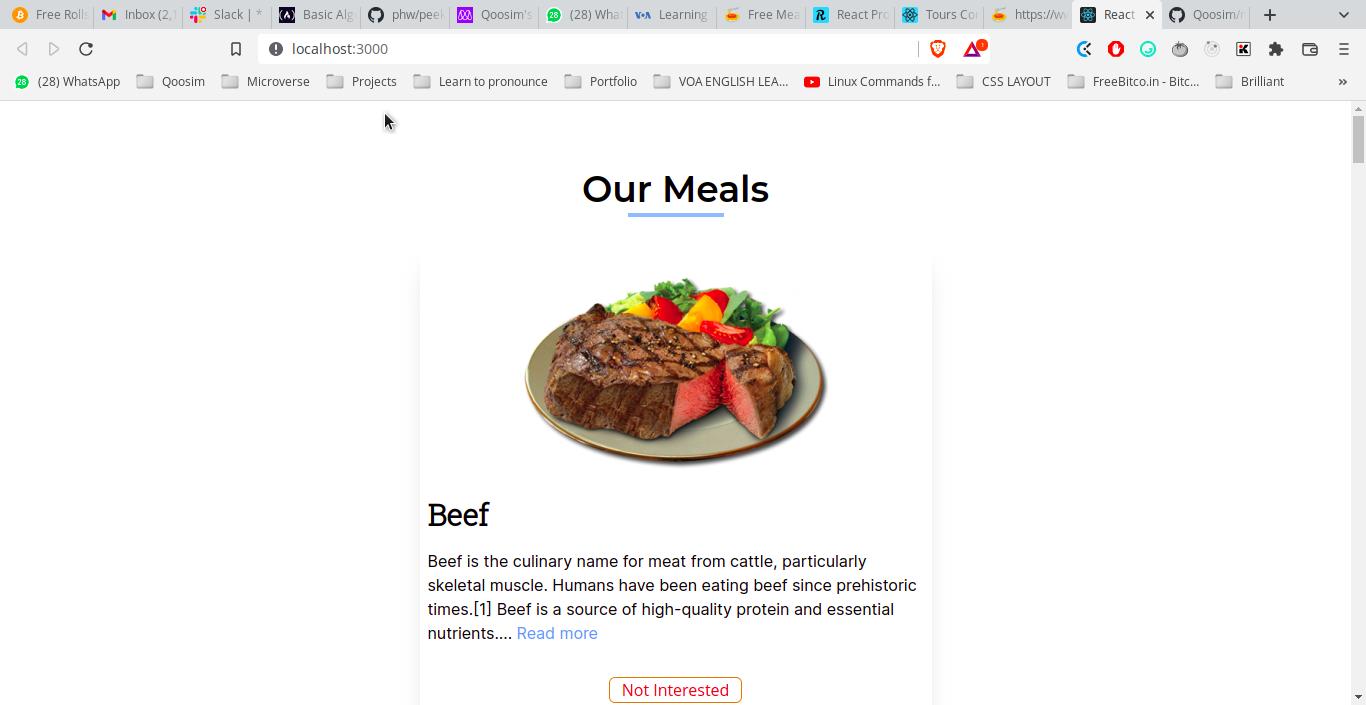 Free Rolls
Inbox (2,1
Slack | *
Basic Alg
phw/peek
Qoosim's
(28) What
Learning
Free Mea
React Pro
Tours Co
https://w
React
Qoosim/r
localhost:3000
(28) WhatsApp
Qoosim
Microverse
Projects
Learn to pronounce
Portfolio
VOA ENGLISH LEA...
Linux Commands f...
CSS LAYOUT
FreeBitco.in - Bitc...
Brilliant
Our Meals
Beef
Beef is the culinary name for meat from cattle, particularly
skeletal muscle. Humans have been eating beef since prehistoric
times.[1] Beef is a source of high-quality protein and essential
nutrients.... Read more
Not Interested